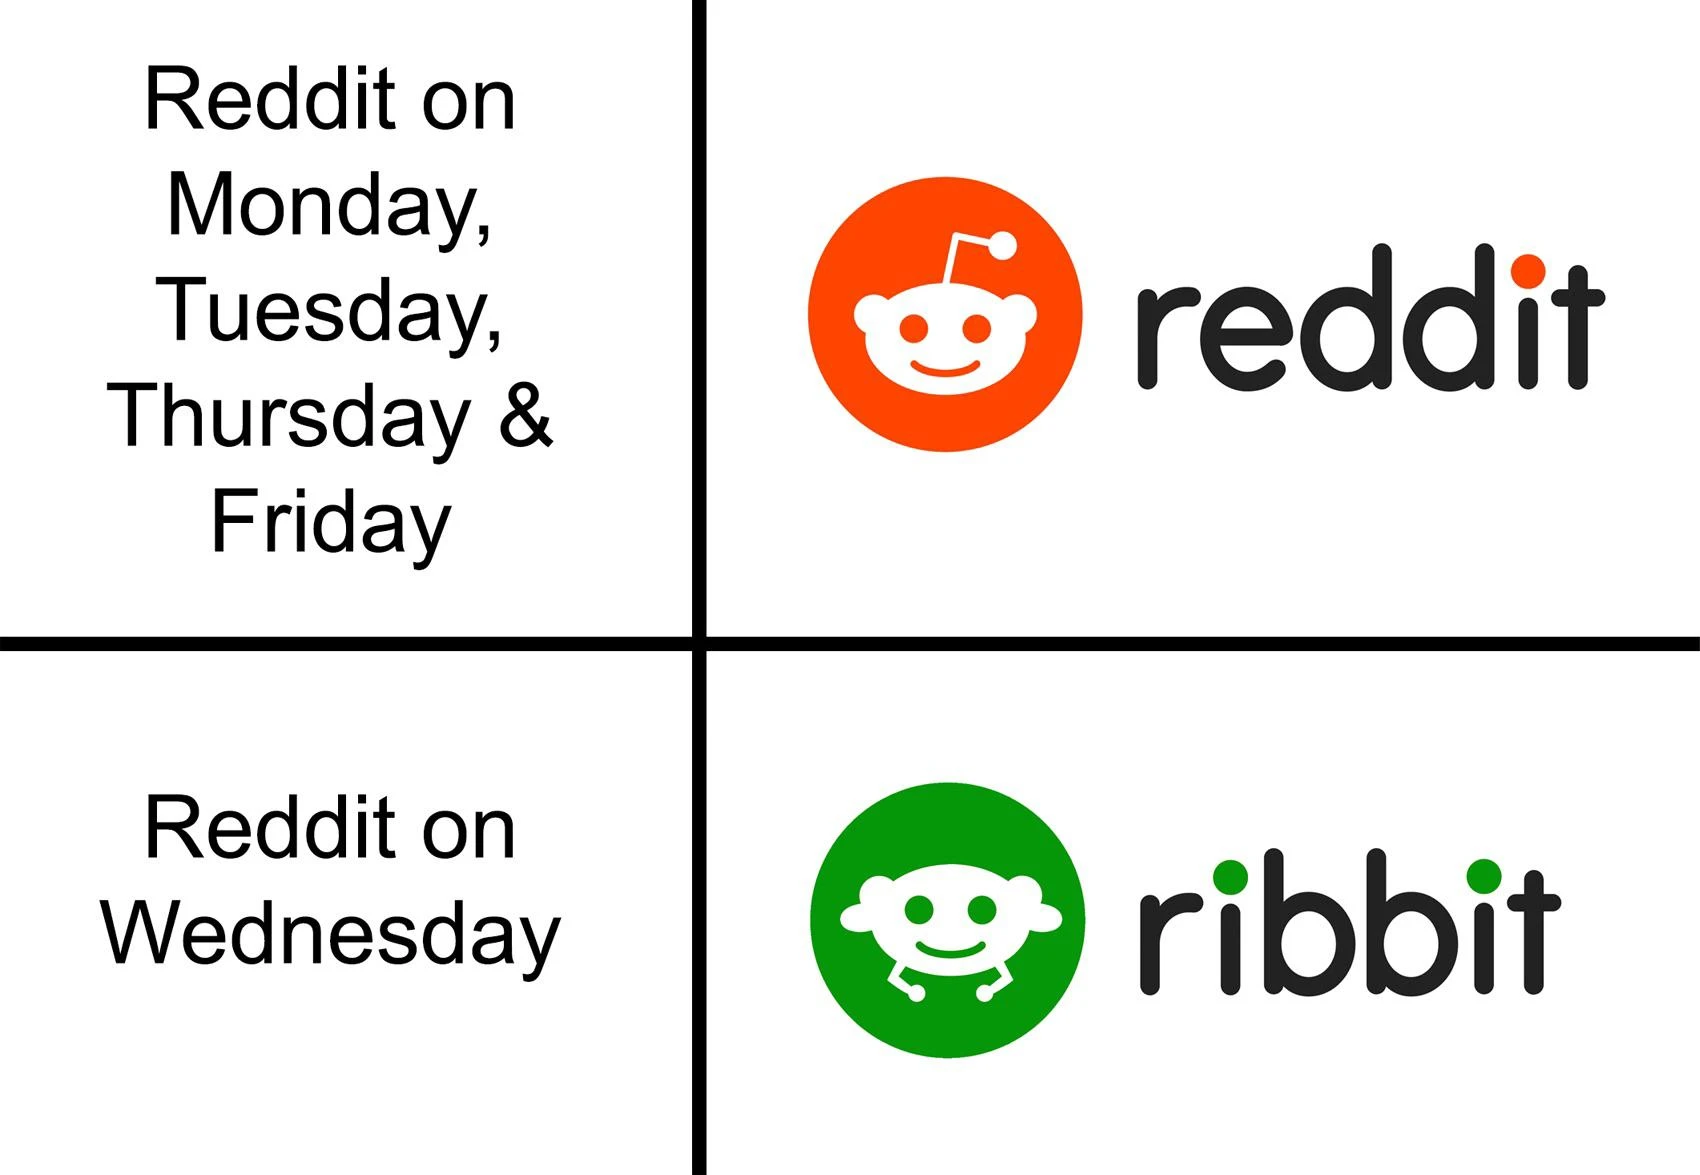 Reddit on
Monday,
Tuesday,
Thursday &
Friday
reddit
Reddit on
Wednesday
ribbit